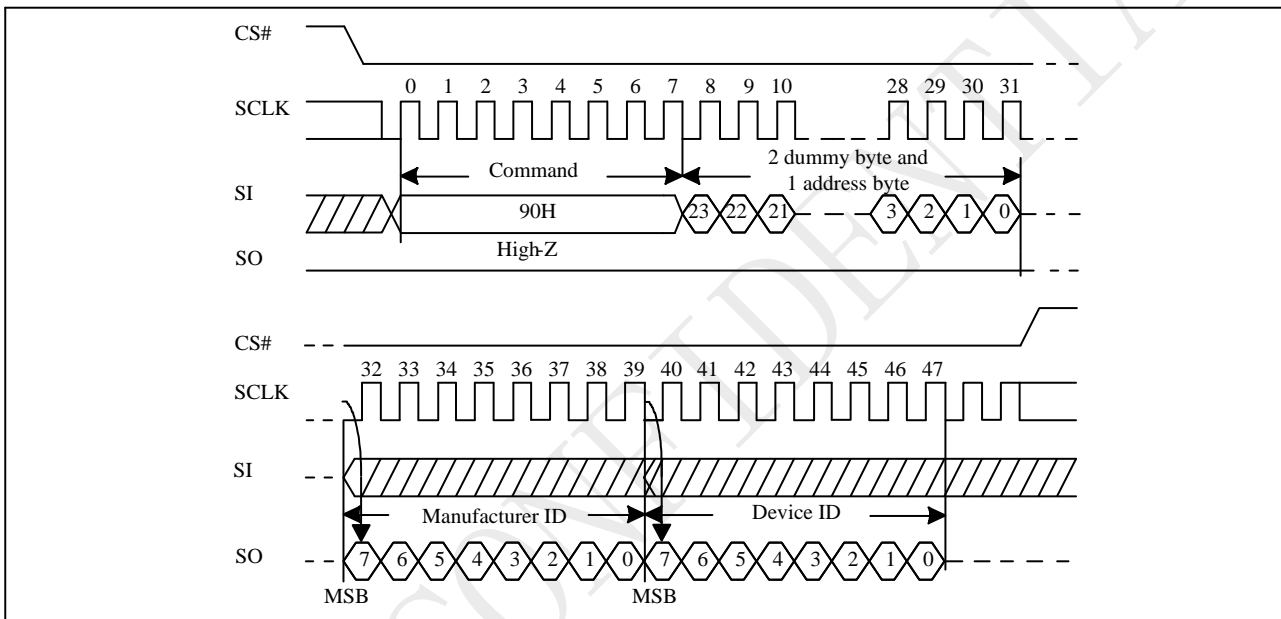 CS#
0 1 2 3 4 5 6 7 8 9 10 28 29 30 31
SCLK
Command
2 dummy byte and
1 address byte
SI
90H 23 22 21 3 2 1 0
High-Z
SO
CS#
32 33 34 35 36 37 38 39 40 41 42 43 44 45 46 47
SCLK
SI
Manufacturer ID Device ID
SO 7 6 5 4 3 2 1 0 7 6 5 4 3 2 1 0
MSB MSB
CONFIDENTIA